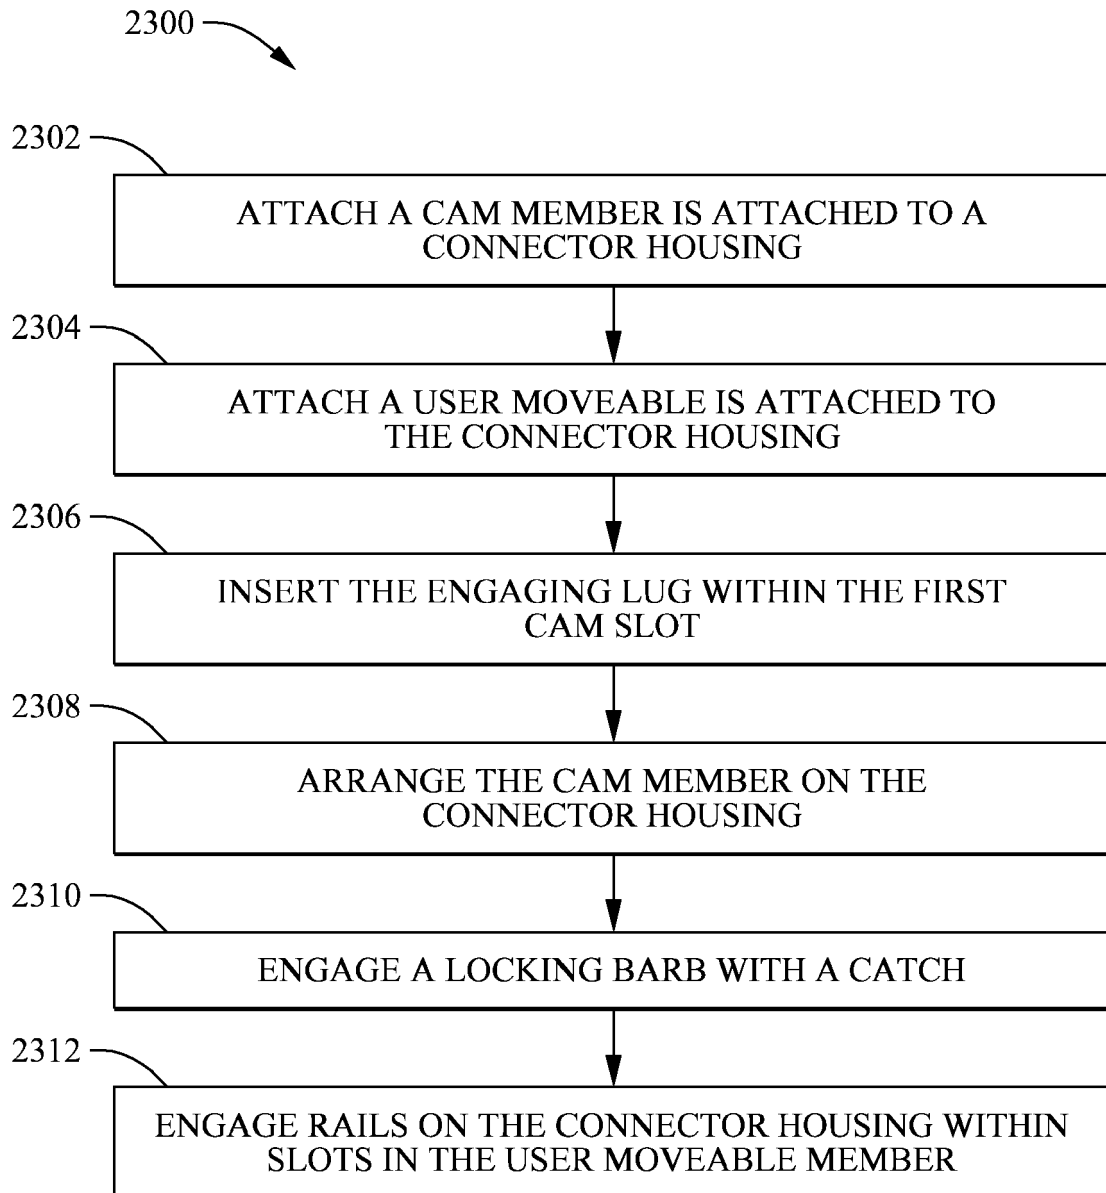 2300
2302
ATTACH A CAM MEMBER IS ATTACHED TO A
CONNECTOR HOUSING
2304
ATTACH A USER MOVEABLE IS ATTACHED TO
THE CONNECTOR HOUSING
2306
INSERT THE ENGAGING LUG WITHIN THE FIRST
CAM SLOT
2308
ARRANGE THE CAM MEMBER ON THE
CONNECTOR HOUSING
2310
ENGAGE A LOCKING BARB WITH A CATCH
2312
ENGAGE RAILS ON THE CONNECTOR HOUSING WITHIN
SLOTS IN THE USER MOVEABLE MEMBER